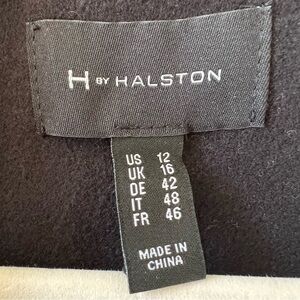 H BY HALSTON
US 12
UK 16
DE 42
IT 48
FR 46
MADE IN
CHINA